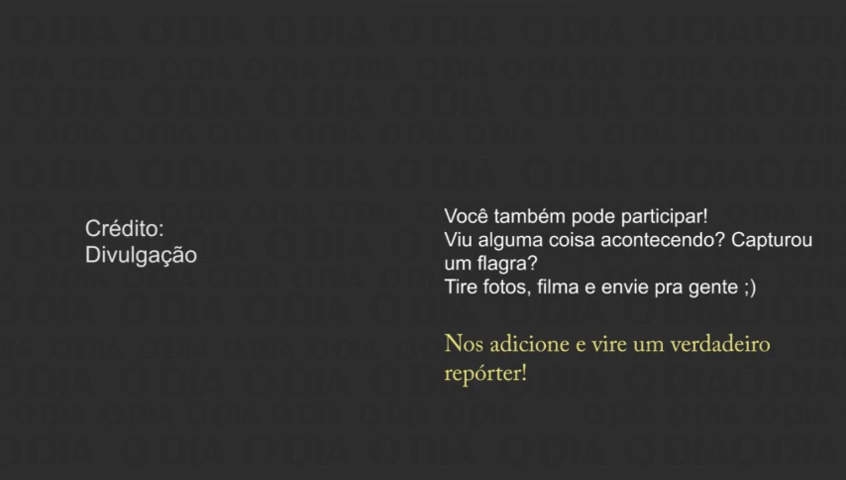 Crédito:
Divulgação
Você também pode participar!
Viu alguma coisa acontecendo? Capturou
um flagra?
Tire fotos, filma e envie pra gente ;)
Nos adicione e vire um verdadeiro
repórter!